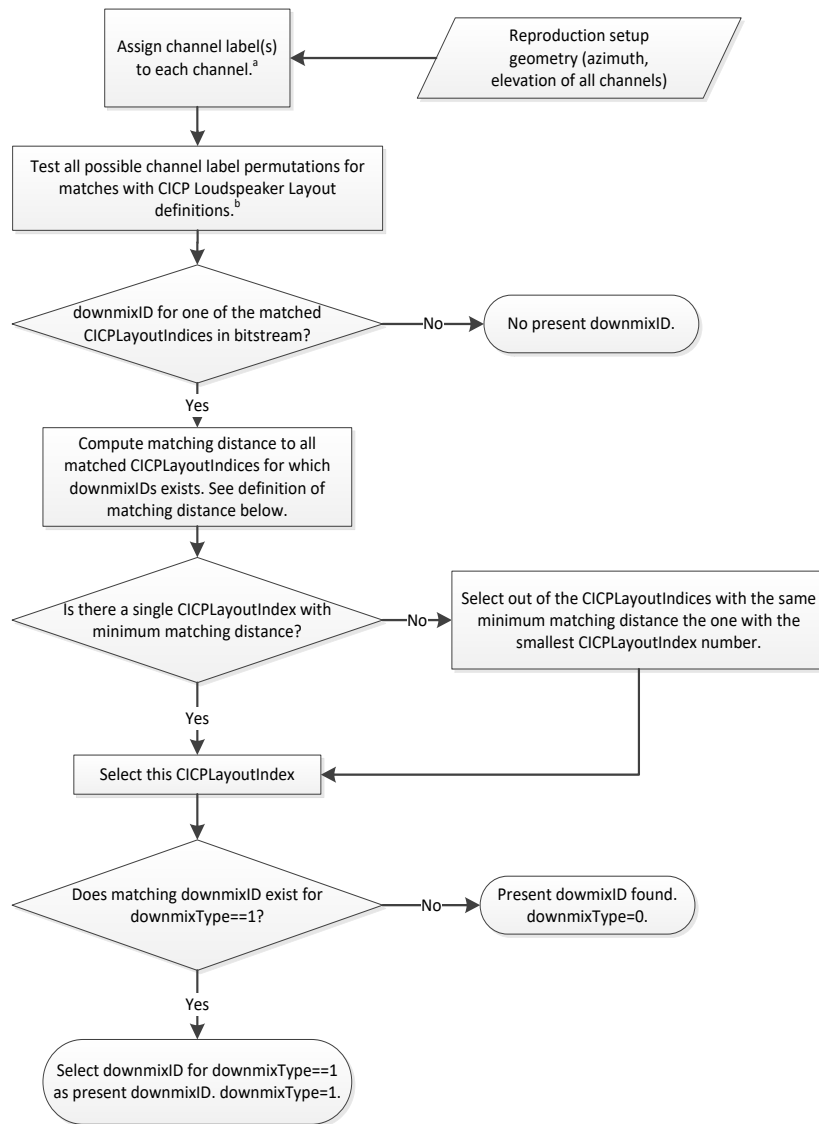 Assign channel label(s)
to each channel.a
Reproduction setup
geometry (azimuth,
elevation of all channels)
Test all possible channel label permutations for
matches with CICP Loudspeaker Layout
definitions.b
downmixID for one of the matched
CICPLayoutIndices in bitstream?
No
No present downmixID.
Yes
Compute matching distance to all
matched CICPLayoutIndices for which
downmixIDs exists. See definition of
matching distance below.
Is there a single CICPLayoutIndex with
minimum matching distance?
No
Select out of the CICPLayoutIndices with the same
minimum matching distance the one with the
smallest CICPLayoutIndex number.
Yes
Select this CICPLayoutIndex
Does matching downmixID exist for
downmixType==1?
No
Present dowmixID found.
downmixType=0.
Yes
Select downmixID for downmixType==1
as present downmixID. downmixType=1.